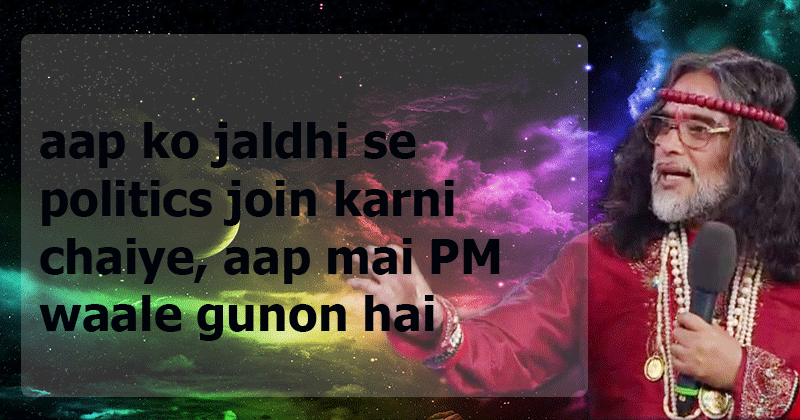 aap ko jaldhi se
politics join karni
chaiye, aap mai PM
waale gunon hai